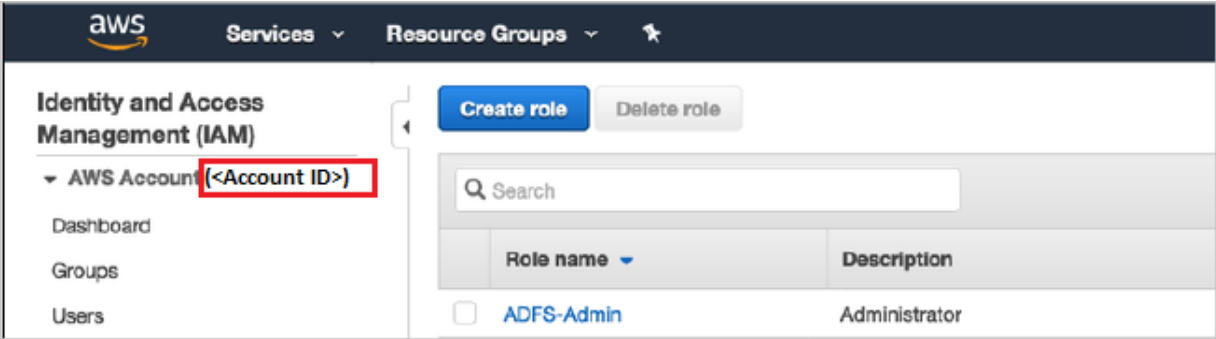 aws Services Resource Groups
Identity and Access
Management (IAM)
AWS Account (<Account ID>)
Dashboard
Groups
Users
Create role Delete role
Search
Role name Description
ADFS-Admin Administrator